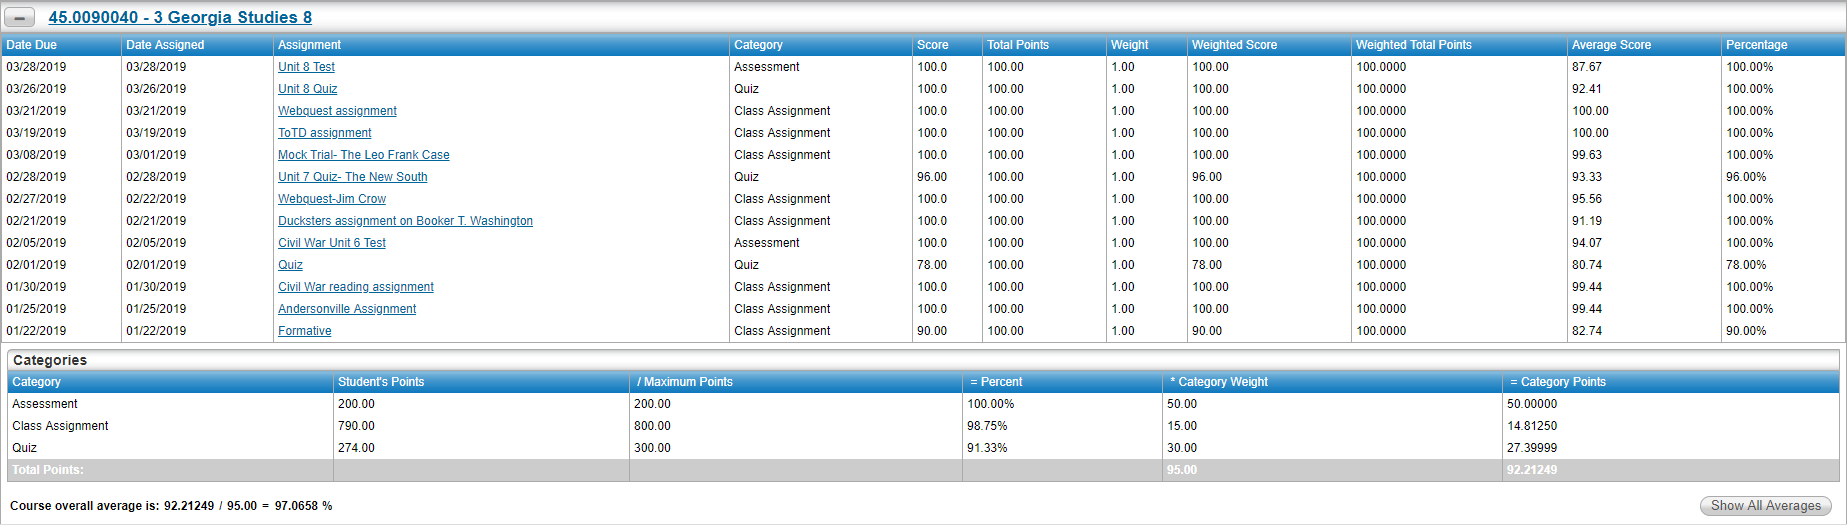 45.0090040 - 3 Georgia Studies 8
Date Due Date Assigned Assignment Category Score Total Points Weight Weighted Score Weighted Total Points Average Score Percentage
03/28/2019 03/28/2019 Unit 8 Test Assessment 100.0 100.00 1.00 100.00 100.0000 87.67 100.00%
03/26/2019 03/26/2019 Unit 8 Quiz Quiz 100.0 100.00 1.00 100.00 100.0000 92.41 100.00%
03/21/2019 03/21/2019 Webquest assignment Class Assignment 100.0 100.00 1.00 100.00 100.0000 100.00 100.00%
03/19/2019 03/19/2019 ToTD assignment Class Assignment 100.0 100.00 1.00 100.00 100.0000 100.00 100.00%
03/08/2019 03/01/2019 Mock Trial- The Leo Frank Case Class Assignment 100.0 100.00 1.00 100.00 100.0000 99.63 100.00%
02/28/2019 02/28/2019 Unit 7 Quiz- The New South Quiz 96.00 100.00 1.00 96.00 100.0000 93.33 96.00%
02/27/2019 02/22/2019 Webquest-Jim Crow Class Assignment 100.0 100.00 1.00 100.00 100.0000 95.56 100.00%
02/21/2019 02/21/2019 Ducksters assignment on Booker T. Washington Class Assignment 100.0 100.00 1.00 100.00 100.0000 91.19 100.00%
02/05/2019 02/05/2019 Civil War Unit 6 Test Assessment 100.0 100.00 1.00 100.00 100.0000 94.07 100.00%
02/01/2019 02/01/2019 Quiz Quiz 78.00 100.00 1.00 78.00 100.0000 80.74 78.00%
01/30/2019 01/30/2019 Civil War reading assignment Class Assignment 100.0 100.00 1.00 100.00 100.0000 99.44 100.00%
01/25/2019 01/25/2019 Andersonville Assignment Class Assignment 100.0 100.00 1.00 100.00 100.0000 99.44 100.00%
01/22/2019 01/22/2019 Formative Class Assignment 90.00 100.00 1.00 90.00 100.0000 82.74 90.00%
Categories
Category Student's Points / Maximum Points = Percent * Category Weight = Category Points
Assessment 200.00 200.00 100.00% 50.00 50.00000
Class Assignment 790.00 800.00 98.75% 15.00 14.81250
Quiz 274.00 300.00 91.33% 30.00 27.39999
Total Points: 95.00 92.21249
Course overall average is: 92.21249 / 95.00 = 97.0658 %
Show All Averages